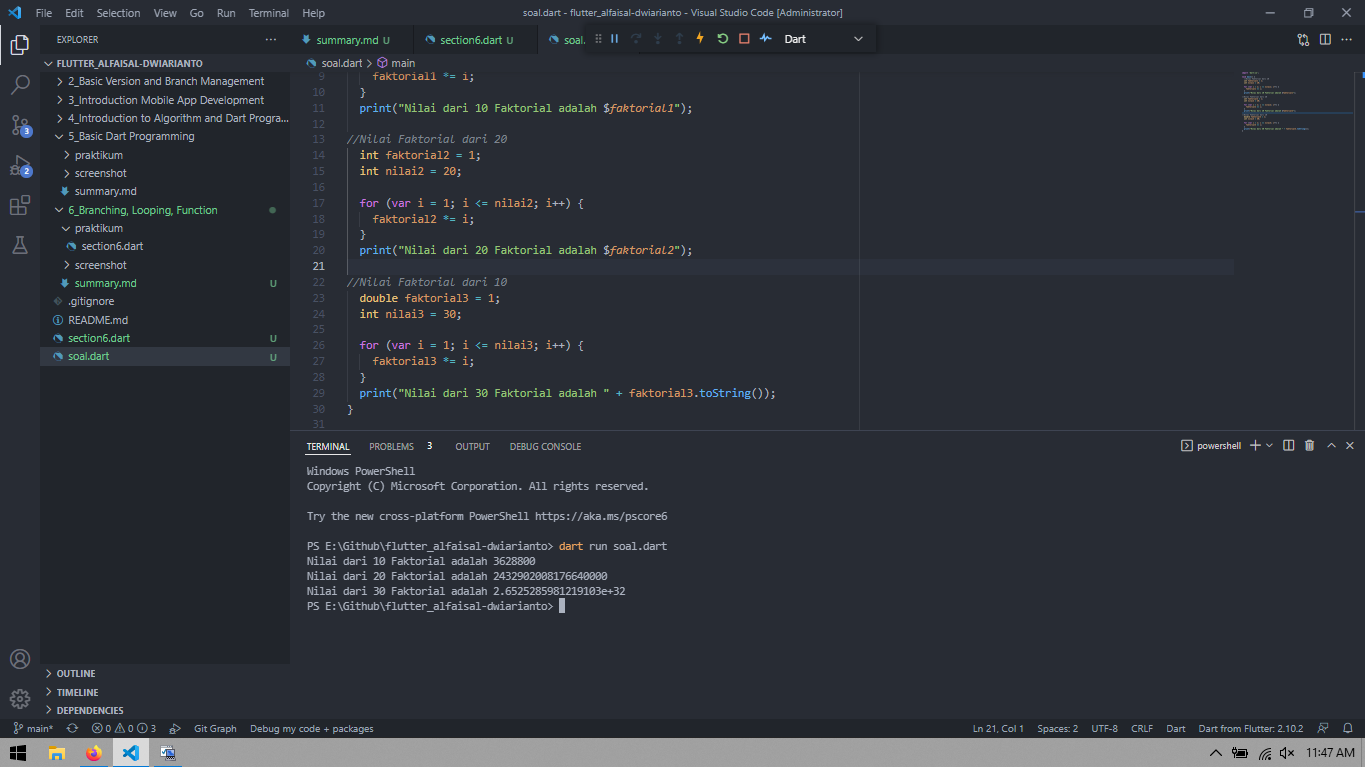 File Edit Selection View Go Run Terminal Help
soal.dart - flutter_alfaisal-dwiarianto - Visual Studio Code [Administrator]
EXPLORER
summary.md U
section6.dart U
soal.
Dart
FLUTTER_ALFAISAL-DWIARIANTO
2_Basic Version and Branch Management
3_Introduction Mobile App Development
4_Introduction to Algorithm and Dart Progra...
5_Basic Dart Programming
praktikum
screenshot
summary.md
6_Branching, Looping, Function
praktikum
section6.dart
screenshot
summary.md U
.gitignore
README.md
section6.dart U
soal.dart U
OUTLINE
TIMELINE
DEPENDENCIES
3
2
soal.dart > main
9 faktorial1 *= i;
10 }
11 print("Nilai dari 10 Faktorial adalah $faktorial1");
12
13 //Nilai Faktorial dari 20
14 int faktorial2 = 1;
15 int nilai2 = 20;
16
17 for (var i = 1; i <= nilai2; i++) {
18 faktorial2 *= i;
19 }
20 print("Nilai dari 20 Faktorial adalah $faktorial2");
21
22 //Nilai Faktorial dari 10
23 double faktorial3 = 1;
24 int nilai3 = 30;
25
26 for (var i = 1; i <= nilai3; i++) {
27 faktorial3 *= i;
28 }
29 print("Nilai dari 30 Faktorial adalah " + faktorial3.toString());
30 }
31
TERMINAL PROBLEMS 3 OUTPUT DEBUG CONSOLE
powershell
Windows PowerShell
Copyright (C) Microsoft Corporation. All rights reserved.
Try the new cross-platform PowerShell https://aka.ms/pscore6
PS E:\Github\flutter_alfaisal-dwiarianto> dart run soal.dart
Nilai dari 10 Faktorial adalah 3628800
Nilai dari 20 Faktorial adalah 2432902008176640000
Nilai dari 30 Faktorial adalah 2.6525285981219103e+32
PS E:\Github\flutter_alfaisal-dwiarianto>
main* 0 0 3 Git Graph Debug my code + packages
Ln 21, Col 1 Spaces: 2 UTF-8 CRLF Dart Dart from Flutter: 2.10.2
11:47 AM